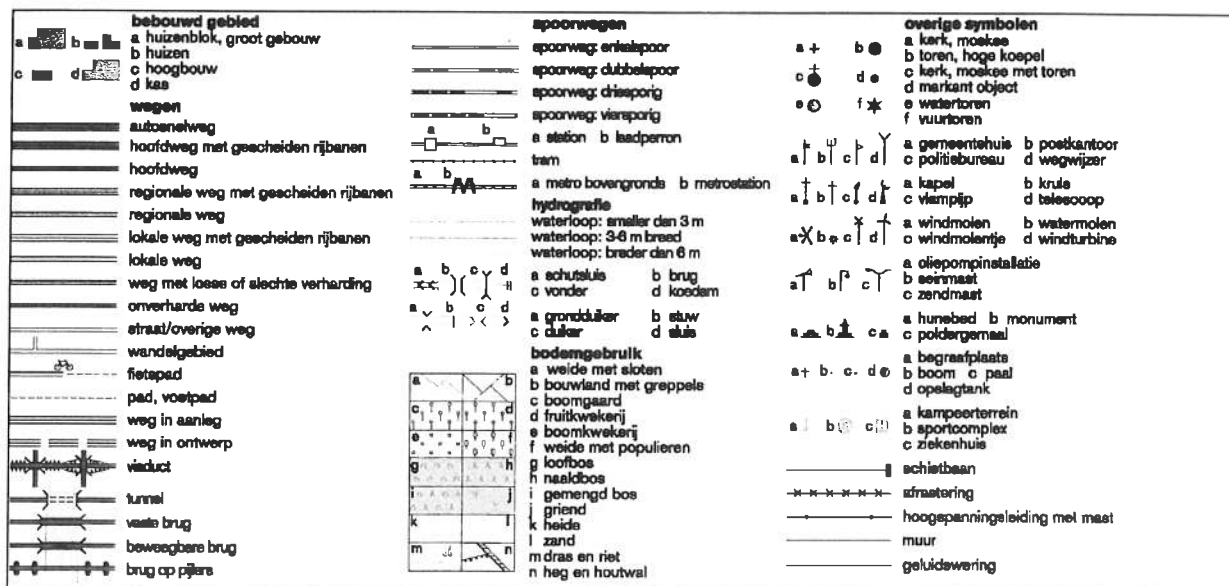 bebouwd gebied
a b a huizenblok, groot gebouw
b huizen
c d c hoogbouw
d kas
wegen
autosnelweg
hoofdweg met gescheiden rijbanen
hoofdweg
regionale weg met gescheiden rijbanen
regionale weg
lokale weg met gescheiden rijbanen
lokale weg
weg met losse of slechte verharding
onverharde weg
straat/overige weg
wandelgebied
fietspad
pad, voetpad
weg in aanleg
weg in ontwerp
viaduct
tunnel
vaste brug
beweegbare brug
brug op pijlers
spoorwegen
spoorweg: enkelspoor
spoorweg: dubbelspoor
spoorweg: driesporig
spoorweg: viersporig
a b
a station b laadperron
tram
a b
a metro bovengronds b metrostation
hydrografie
waterloop: smaller dan 3 m
waterloop: 3-6 m breed
waterloop: breder dan 6 m
a b c d
a schutsluis b brug
c vonder d koedam
a b c d
a grondduiker b stuw
c duiker d sluis
bodemgebruik
a b a weide met sloten
b bouwland met greppels
c d c boomgaard
d fruitkwekerij
e f e boomkwekerij
f weide met populieren
g h g loofbos
h naaldbos
i j i gemengd bos
j griend
k l k heide
l zand
m n m dras en riet
n heg en houtwal
overige symbolen
a b a kerk, moskee
b toren, hoge koepel
c d c kerk, moskee met toren
d markant object
e f e watertoren
f vuurtoren
a b c d
a gemeentehuis b postkantoor
c politiebureau d wegwijzer
a b c d
a kapel b kruis
c vlampijp d telescoop
a b c d
a windmolen b watermolen
c windmolentje d windturbine
a b c
a oliepompinstallatie
b seinmast
c zendmast
a b c
a hunebed b monument
c poldergemaal
a b c d
a begraafplaats
b boom c paal
d opslagtank
a b c
a kampeerterrein
b sportcomplex
c ziekenhuis
schietbaan
afrastering
hoogspanningsleiding met mast
muur
geluidswering